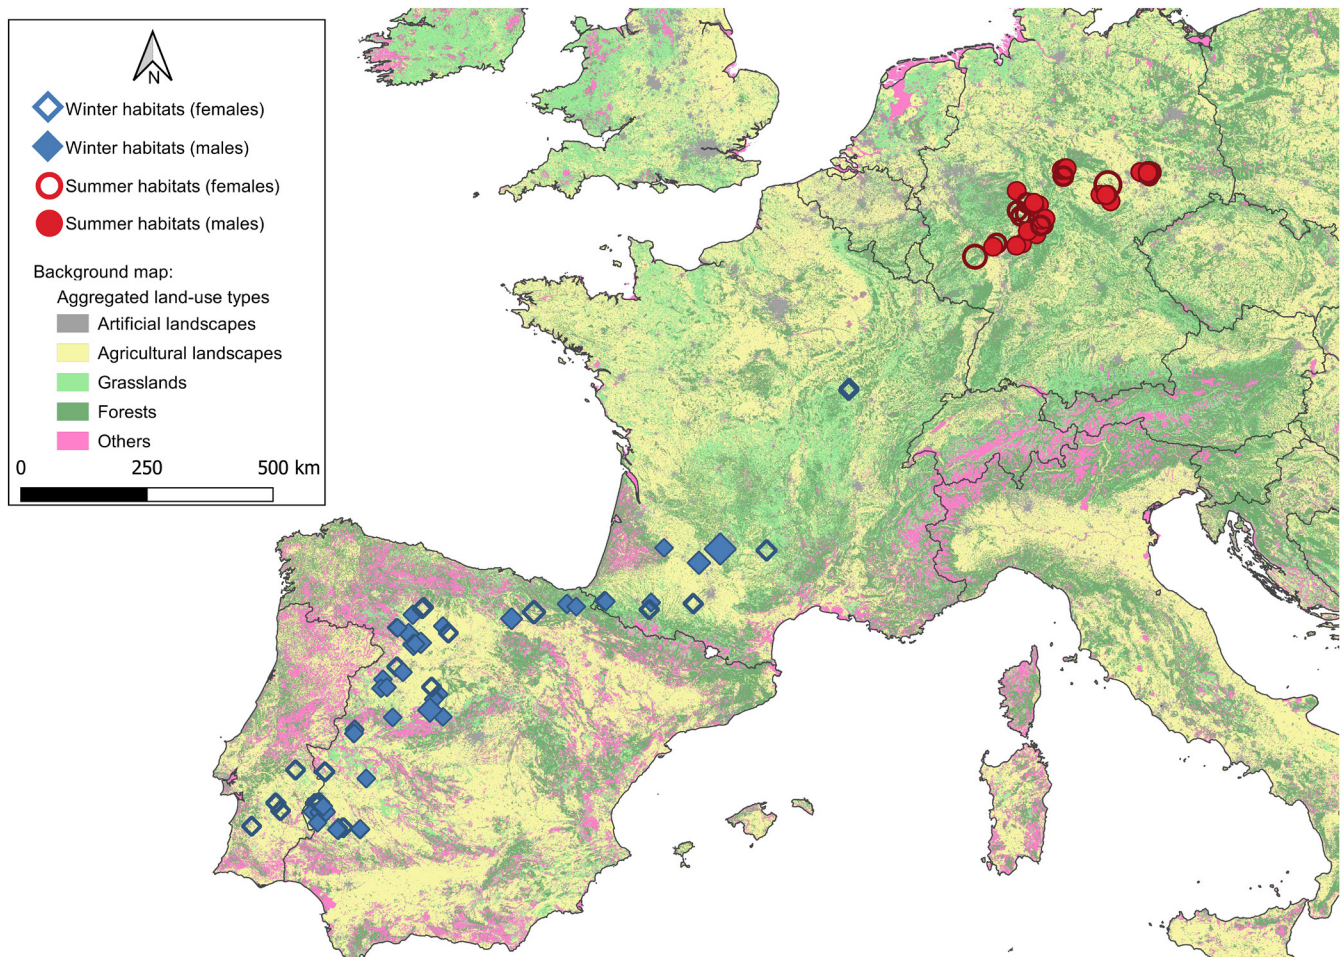 N
Winter habitats (females)
Winter habitats (males)
Summer habitats (females)
Summer habitats (males)
Background map:
Aggregated land-use types
Artificial landscapes
Agricultural landscapes
Grasslands
Forests
Others
0 250 500 km